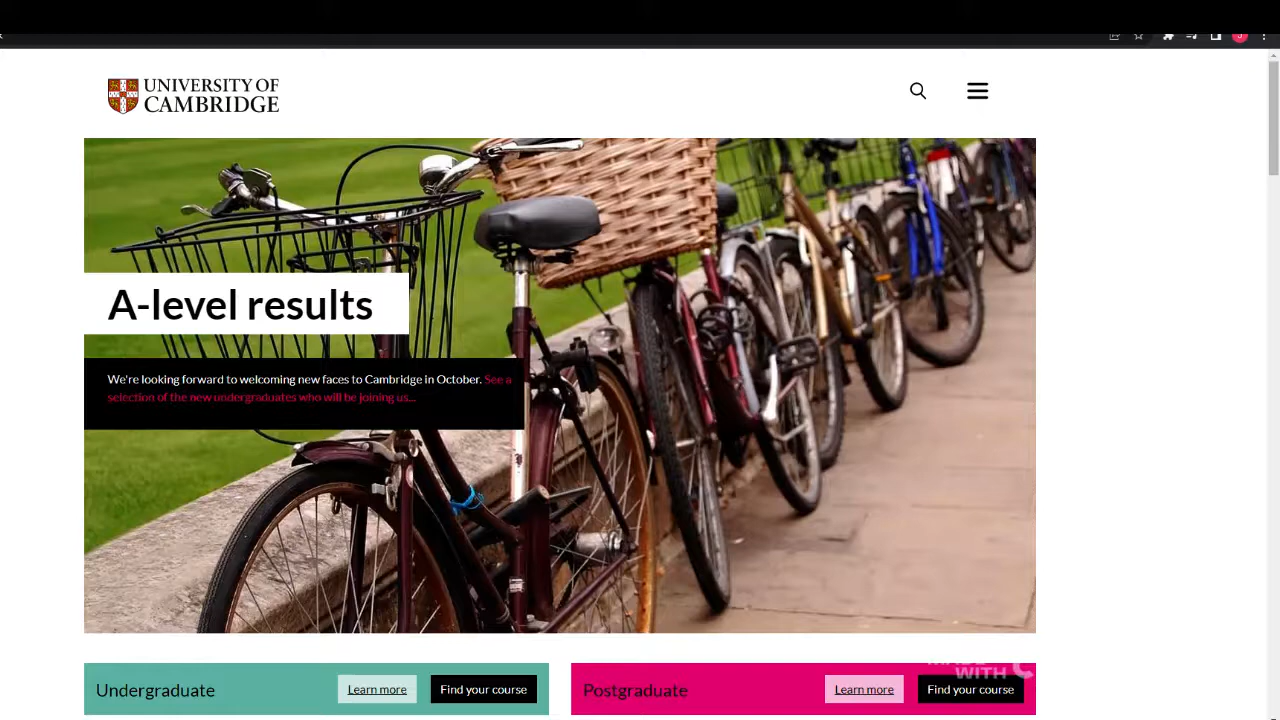 UNIVERSITY OF
CAMBRIDGE
A-level results
We're looking forward to welcoming new faces to Cambridge in October. See a
selection of the new undergraduates who will be joining us...
Undergraduate
Learn more
Find your course
Postgraduate
Learn more
Find your course
WITH